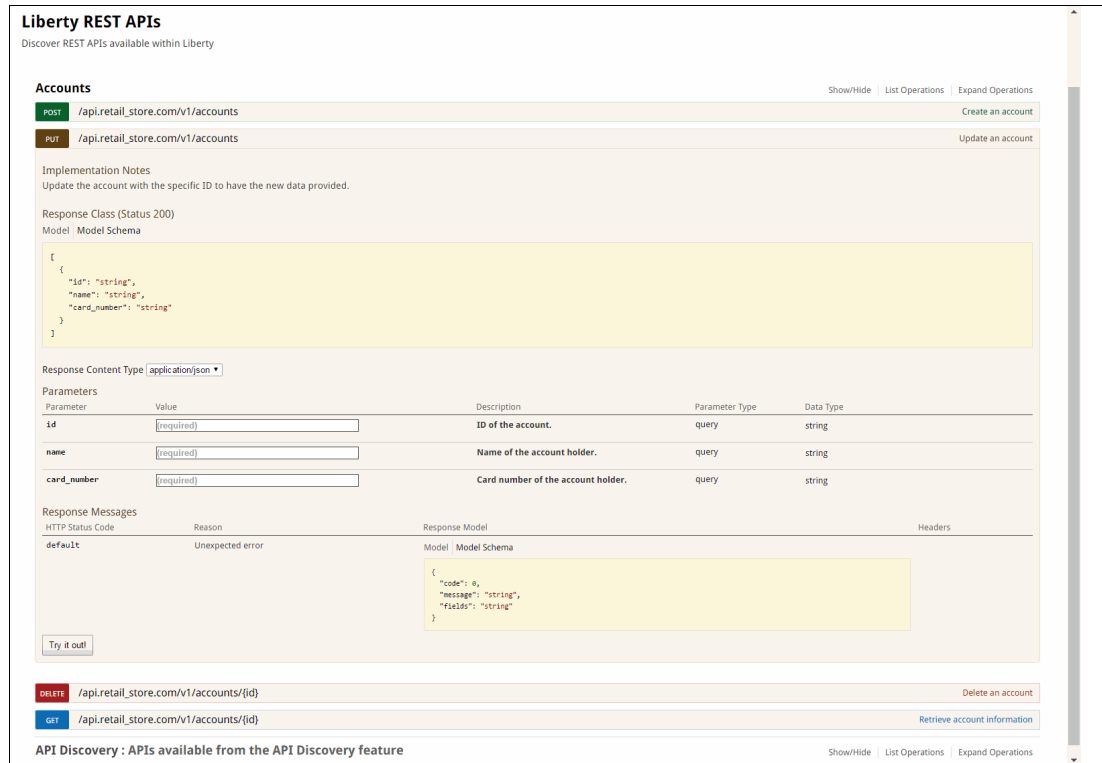 Liberty REST APIs
Discover REST APIs available within Liberty
Accounts
Show/Hide | List Operations | Expand Operations
POST /api.retail_store.com/v1/accounts Create an account
PUT /api.retail_store.com/v1/accounts Update an account
Implementation Notes
Update the account with the specific ID to have the new data provided.
Response Class (Status 200)
Model | Model Schema
[
{
"id": "string",
"name": "string",
"card_number": "string"
}
]
Response Content Type application/json
Parameters
Parameter Value Description Parameter Type Data Type
id (required) ID of the account. query string
name (required) Name of the account holder. query string
card_number (required) Card number of the account holder. query string
Response Messages
HTTP Status Code Reason Response Model Headers
default Unexpected error Model | Model Schema
{
"code": 0,
"message": "string",
"fields": "string"
}
Try it out!
DELETE /api.retail_store.com/v1/accounts/{id} Delete an account
GET /api.retail_store.com/v1/accounts/{id} Retrieve account information
API Discovery : APIs available from the API Discovery feature Show/Hide | List Operations | Expand Operations